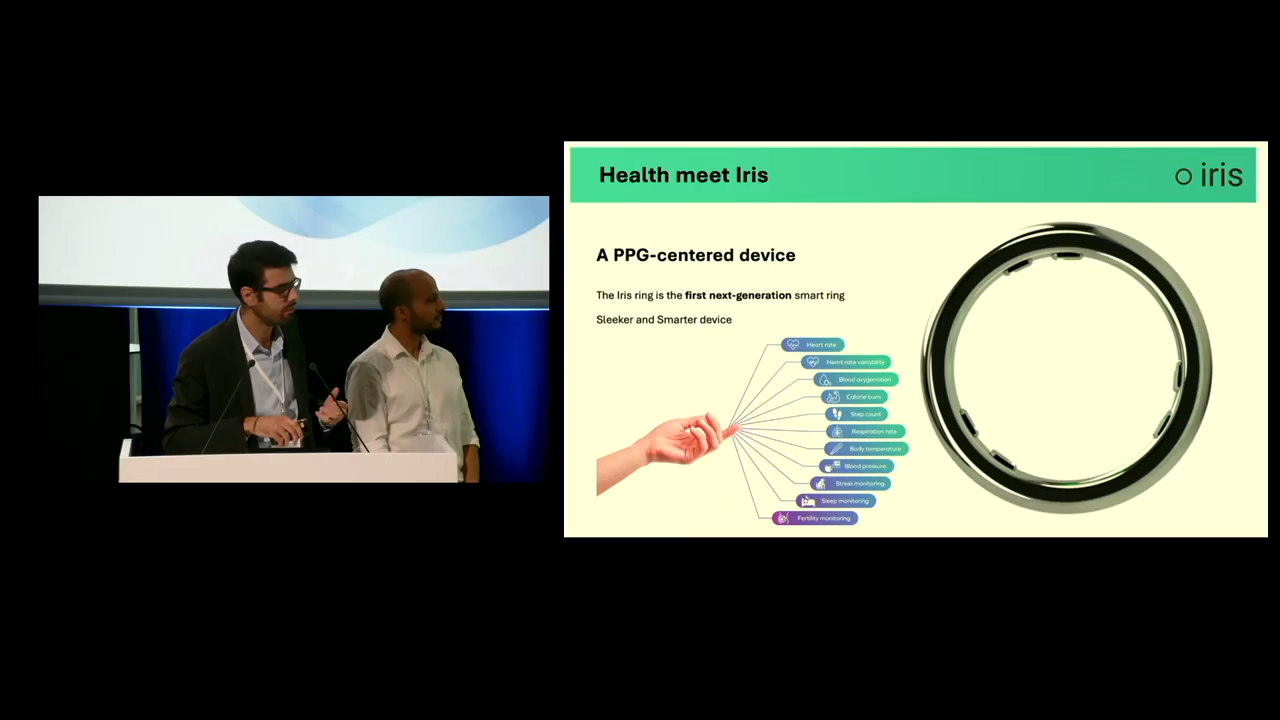 Health meet Iris
iris
A PPG-centered device
The Iris ring is the first next-generation smart ring
Sleeker and Smarter device
Heart rate
Heart rate variability
Blood oxygenation
Calorie burn
Step count
Respiration rate
Body temperature
Blood pressure
Stress monitoring
Sleep monitoring
Fertility monitoring